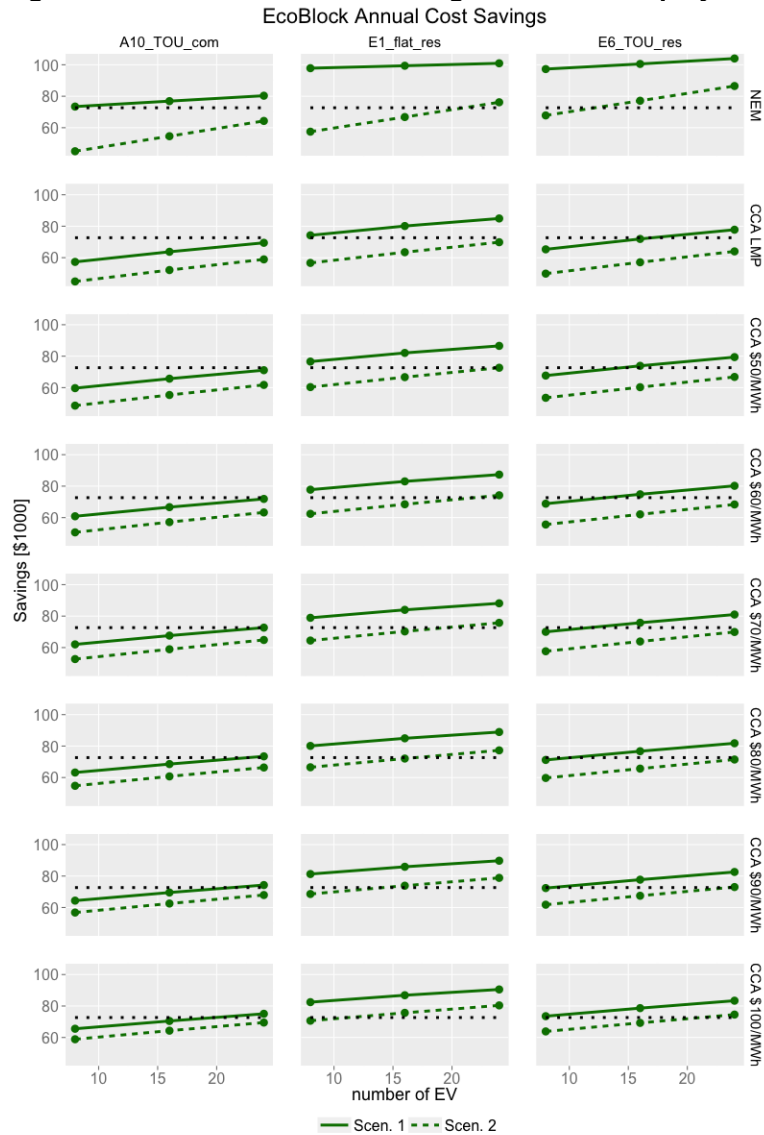 EcoBlock Annual Cost Savings
A10_TOU_com E1_flat_res E6_TOU_res
100
80
60
NEM
100
80
60
CCA LMP
100
80
60
CCA $50/MWh
100
80
60
CCA $60/MWh
Savings [$1000]
100
80
60
CCA $70/MWh
100
80
60
CCA $80/MWh
100
80
60
CCA $90/MWh
100
80
60
CCA $100/MWh
10 15 20 10 15 20 10 15 20
number of EV
Scen. 1 Scen. 2